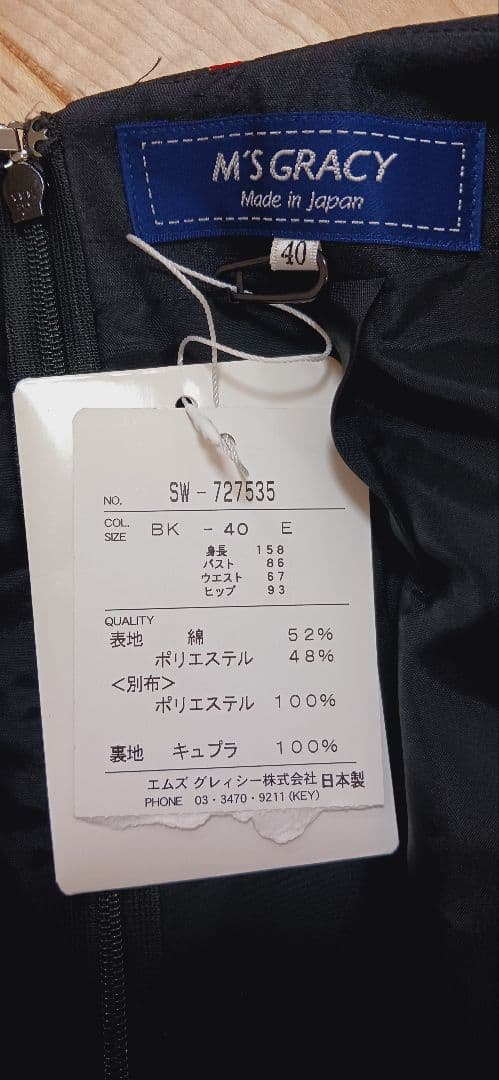 M'S GRACY
Made in Japan
40
NO. SW-727535
COL. SIZE BK -40 E
身長 158
バスト 86
ウエスト 67
ヒップ 93
QUALITY
表地 綿 52%
ポリエステル 48%
<別布>
ポリエステル 100%
裏地 キュプラ 100%
エムズ グレィシー株式会社 日本製
PHONE 03・3470・9211(KEY)